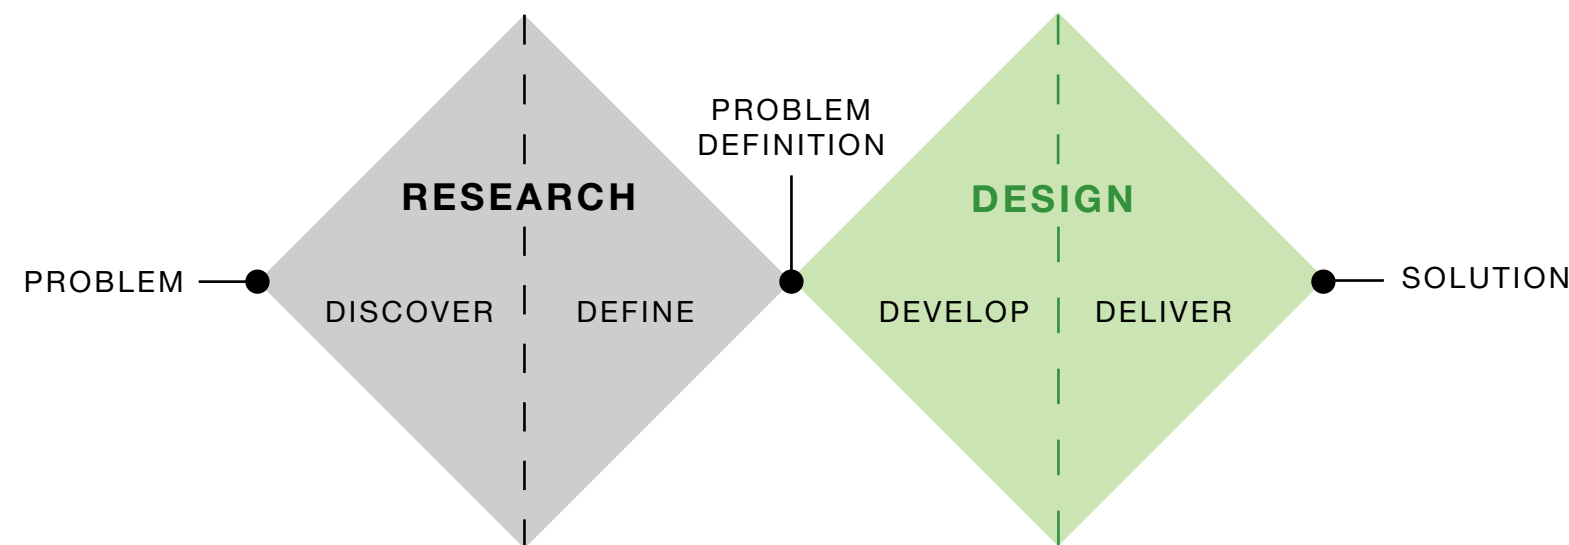 PROBLEM
DEFINITION
RESEARCH
DESIGN
PROBLEM
SOLUTION
DISCOVER
DEFINE
DEVELOP
DELIVER